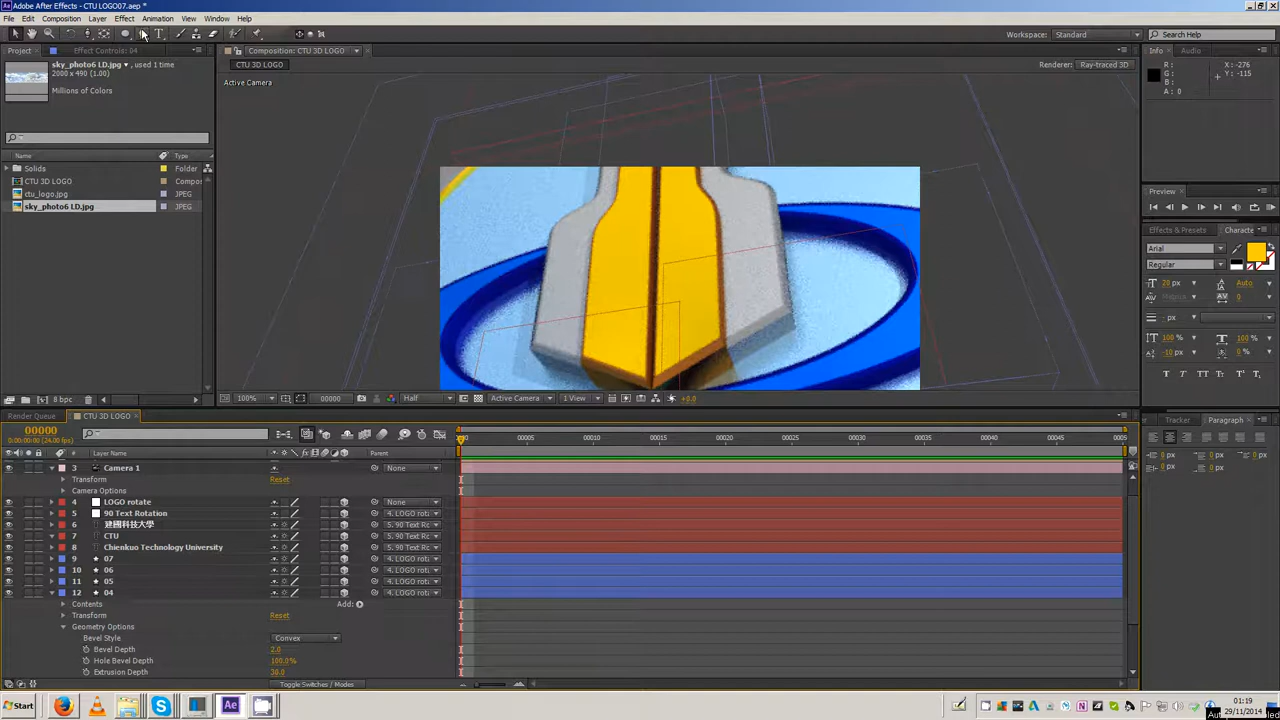 Adobe After Effects - CTU LOGO07.aep *
File Edit Composition Layer Effect Animation View Window Help
Workspace: Standard Search Help
Project Effect Controls: 04 Composition: CTU 3D LOGO Info Audio
sky_photo6 LD.jpg , used 1 time
2000 x 490 (1.00)
Millions of Colors
CTU 3D LOGO Renderer: Ray-traced 3D
Active Camera
R: X: -276
G: Y: -115
B:
A: 0
Name Type
Solids Folder
CTU 3D LOGO Compos
ctu_logo.jpg JPEG
sky_photo6 LD.jpg JPEG
Preview
Effects & Presets Characte
Arial
Regular
20 px Auto
0
- px
100 % 100 %
-10 px 0 %
T T TT Tr T' T,
8 bpc 100% 00000 Half Active Camera 1 View +0.0
Render Queue CTU 3D LOGO Tracker Paragraph
00000
0:00:00:00 (24.00 fps)
00005 00010 00015 00020 00025 00030 00035 00040 00045 0005
# Layer Name Parent
0 px 0 px 0 px
0 px 0 px
3 Camera 1 None
Transform Reset
Camera Options
4 LOGO rotate None
5 90 Text Rotation 4. LOGO rot
6 建國科技大學 5. 90 Text Rc
7 CTU 5. 90 Text Rc
8 Chienkuo Technology University 5. 90 Text Rc
9 07 4. LOGO rot
10 06 4. LOGO rot
11 05 4. LOGO rot
12 04 4. LOGO rot
Contents Add:
Transform Reset
Geometry Options
Bevel Style Convex
Bevel Depth 2.0
Hole Bevel Depth 100.0%
Extrusion Depth 30.0
Toggle Switches / Modes
Start Ae 01:19
29/11/2014